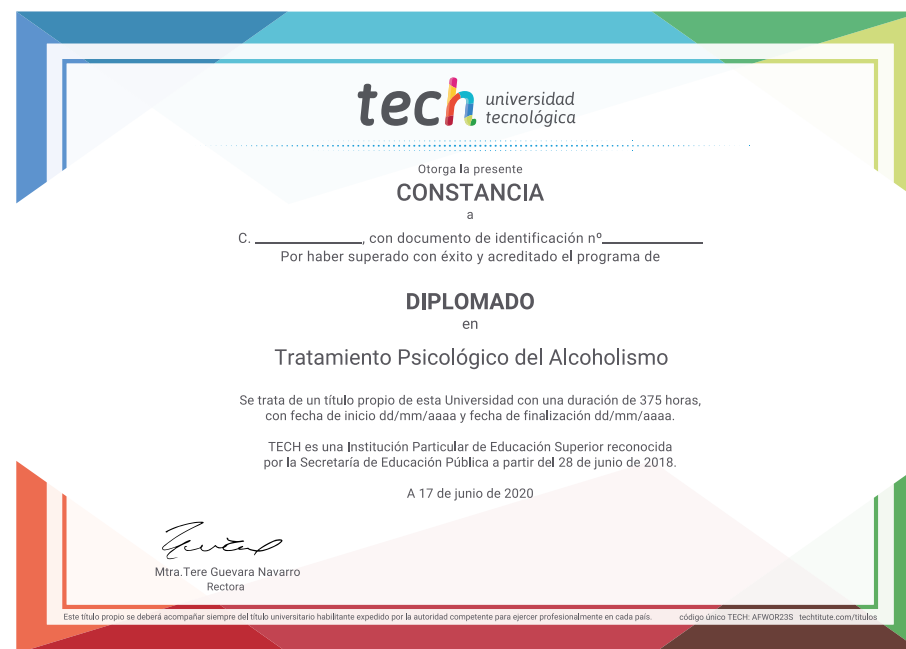 tech universidad
tecnológica
Otorga la presente
CONSTANCIA
a
C. ____________, con documento de identificación nº____________
Por haber superado con éxito y acreditado el programa de
DIPLOMADO
en
Tratamiento Psicológico del Alcoholismo
Se trata de un título propio de esta Universidad con una duración de 375 horas,
con fecha de inicio dd/mm/aaaa y fecha de finalización dd/mm/aaaa.
TECH es una Institución Particular de Educación Superior reconocida
por la Secretaría de Educación Pública a partir del 28 de junio de 2018.
A 17 de junio de 2020
Mtra.Tere Guevara Navarro
Rectora
Este título propio se deberá acompañar siempre del título universitario habilitante expedido por la autoridad competente para ejercer profesionalmente en cada país. código único TECH: AFWOR23S techtitute.com/titulos